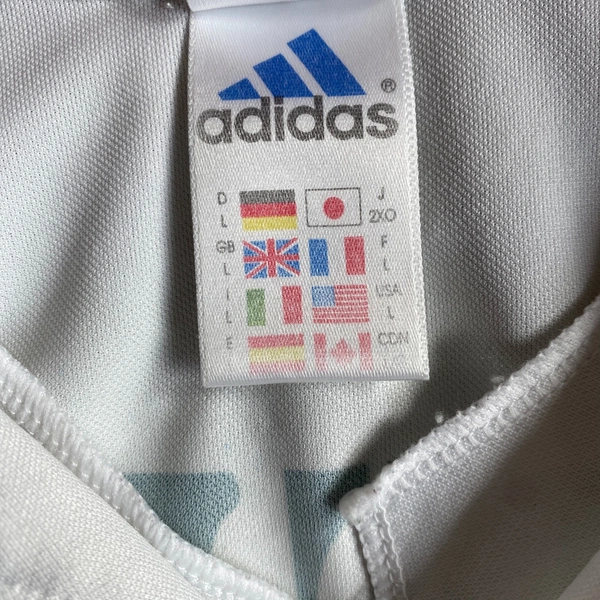 adidas®
D J
L 2XO
GB F
L L
I USA
L L
E CDN